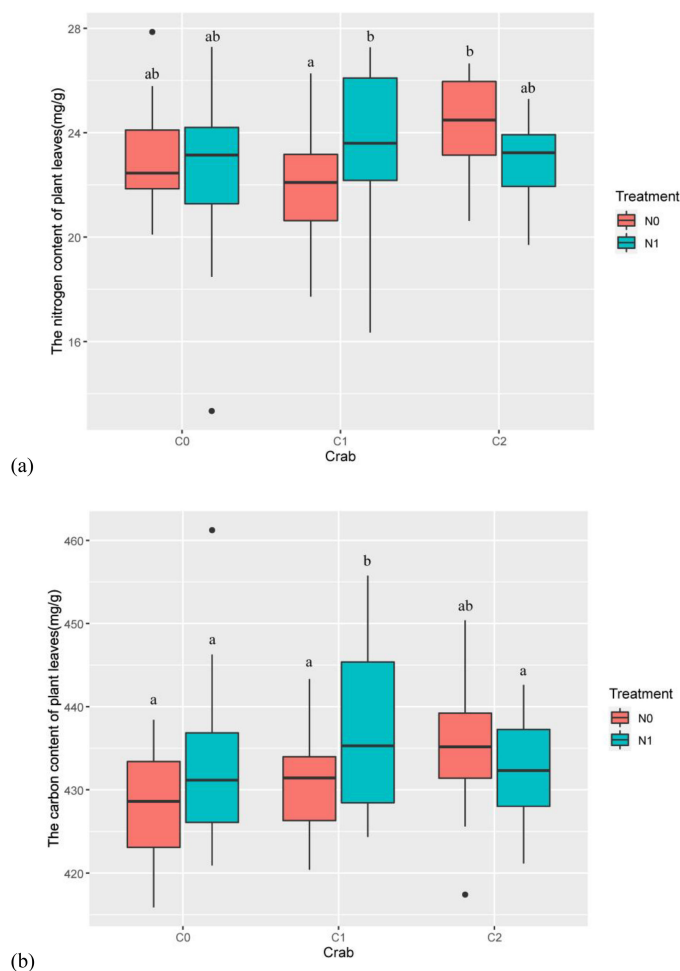 28
24
20
16
The nitrogen content of plant leaves(mg/g)
ab
ab
a
b
b
ab
C0
C1
C2
Crab
Treatment
N0
N1
(a)
460
450
440
430
420
The carbon content of plant leaves(mg/g)
a
a
a
b
ab
a
C0
C1
C2
Crab
Treatment
N0
N1
(b)